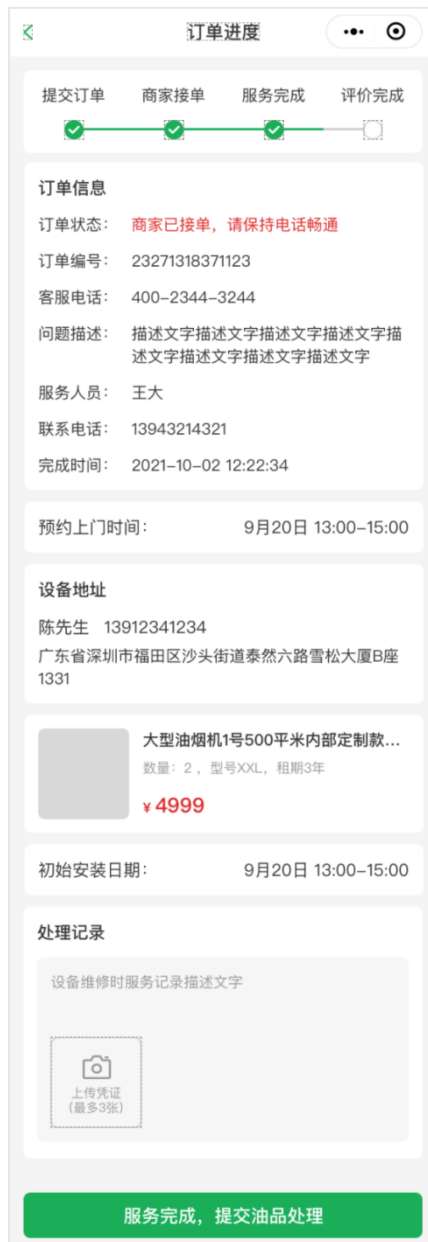 订单进度
提交订单 商家接单 服务完成 评价完成
订单信息
订单状态： 商家已接单，请保持电话畅通
订单编号： 23271318371123
客服电话： 400-2344-3244
问题描述： 描述文字描述文字描述文字描述文字描
述文字描述文字描述文字描述文字
服务人员： 王大
联系电话： 13943214321
完成时间： 2021-10-02 12:22:34
预约上门时间： 9月20日 13:00-15:00
设备地址
陈先生 13912341234
广东省深圳市福田区沙头街道泰然六路雪松大厦B座
1331
大型油烟机1号500平米内部定制款...
数量：2 ，型号XXL，租期3年
¥ 4999
初始安装日期： 9月20日 13:00-15:00
处理记录
设备维修时服务记录描述文字
上传凭证
(最多3张)
服务完成，提交油品处理